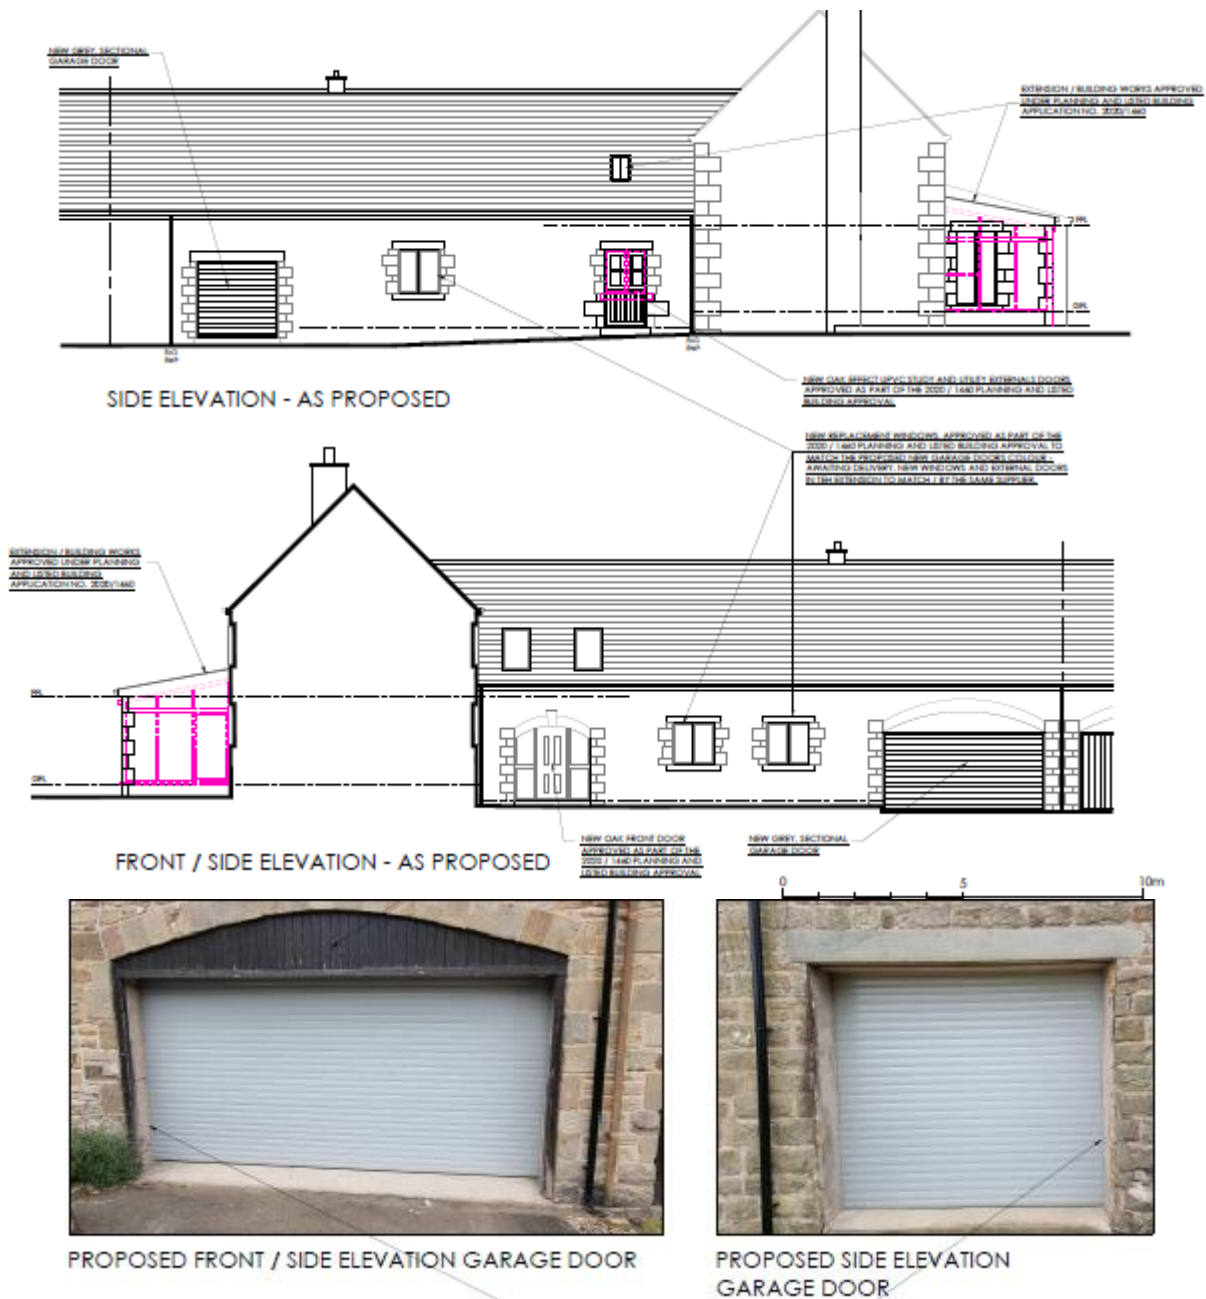 NEW GREY, SECTIONAL
GARAGE DOOR
EXTENSION / BUILDING WORKS APPROVED
UNDER PLANNING AND LISTED BUILDING
APPLICATION NO. 2020/1460
FFL
GFL
SIDE ELEVATION - AS PROPOSED
NEW OAK EFFECT UPVC STUDY AND UTILITY EXTERNALS DOORS
APPROVED AS PART OF THE 2020 / 1460 PLANNING AND LISTED
BUILDING APPROVAL
NEW REPLACEMENT WINDOWS, APPROVED AS PART OF THE
2020 / 1460 PLANNING AND LISTED BUILDING APPROVAL TO
MATCH THE PROPOSED NEW GARAGE DOORS COLOUR -
AWAITING DELIVERY. NEW WINDOWS AND EXTERNAL DOORS
IN TEH EXTENSION TO MATCH / BY THE SAME SUPPLIER.
EXTENSION / BUILDING WORKS
APPROVED UNDER PLANNING
AND LISTED BUILDING
APPLICATION NO. 2020/1460
FFL
GFL
FRONT / SIDE ELEVATION - AS PROPOSED
NEW OAK FRONT DOOR
APPROVED AS PART OF THE
2020 / 1460 PLANNING AND
LISTED BUILDING APPROVAL
NEW GREY, SECTIONAL
GARAGE DOOR
0 5 10m
PROPOSED FRONT / SIDE ELEVATION GARAGE DOOR
PROPOSED SIDE ELEVATION
GARAGE DOOR